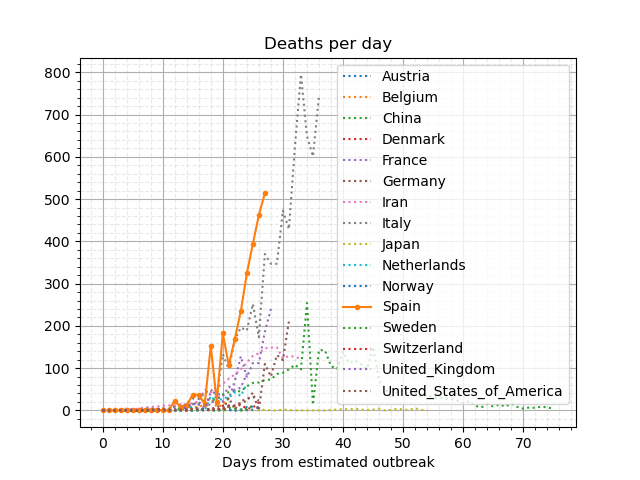 Deaths per day
800
700
600
500
400
300
200
100
0
Austria
Belgium
China
Denmark
France
Germany
Iran
Italy
Japan
Netherlands
Norway
Spain
Sweden
Switzerland
United_Kingdom
United_States_of_America
0 10 20 30 40 50 60 70
Days from estimated outbreak